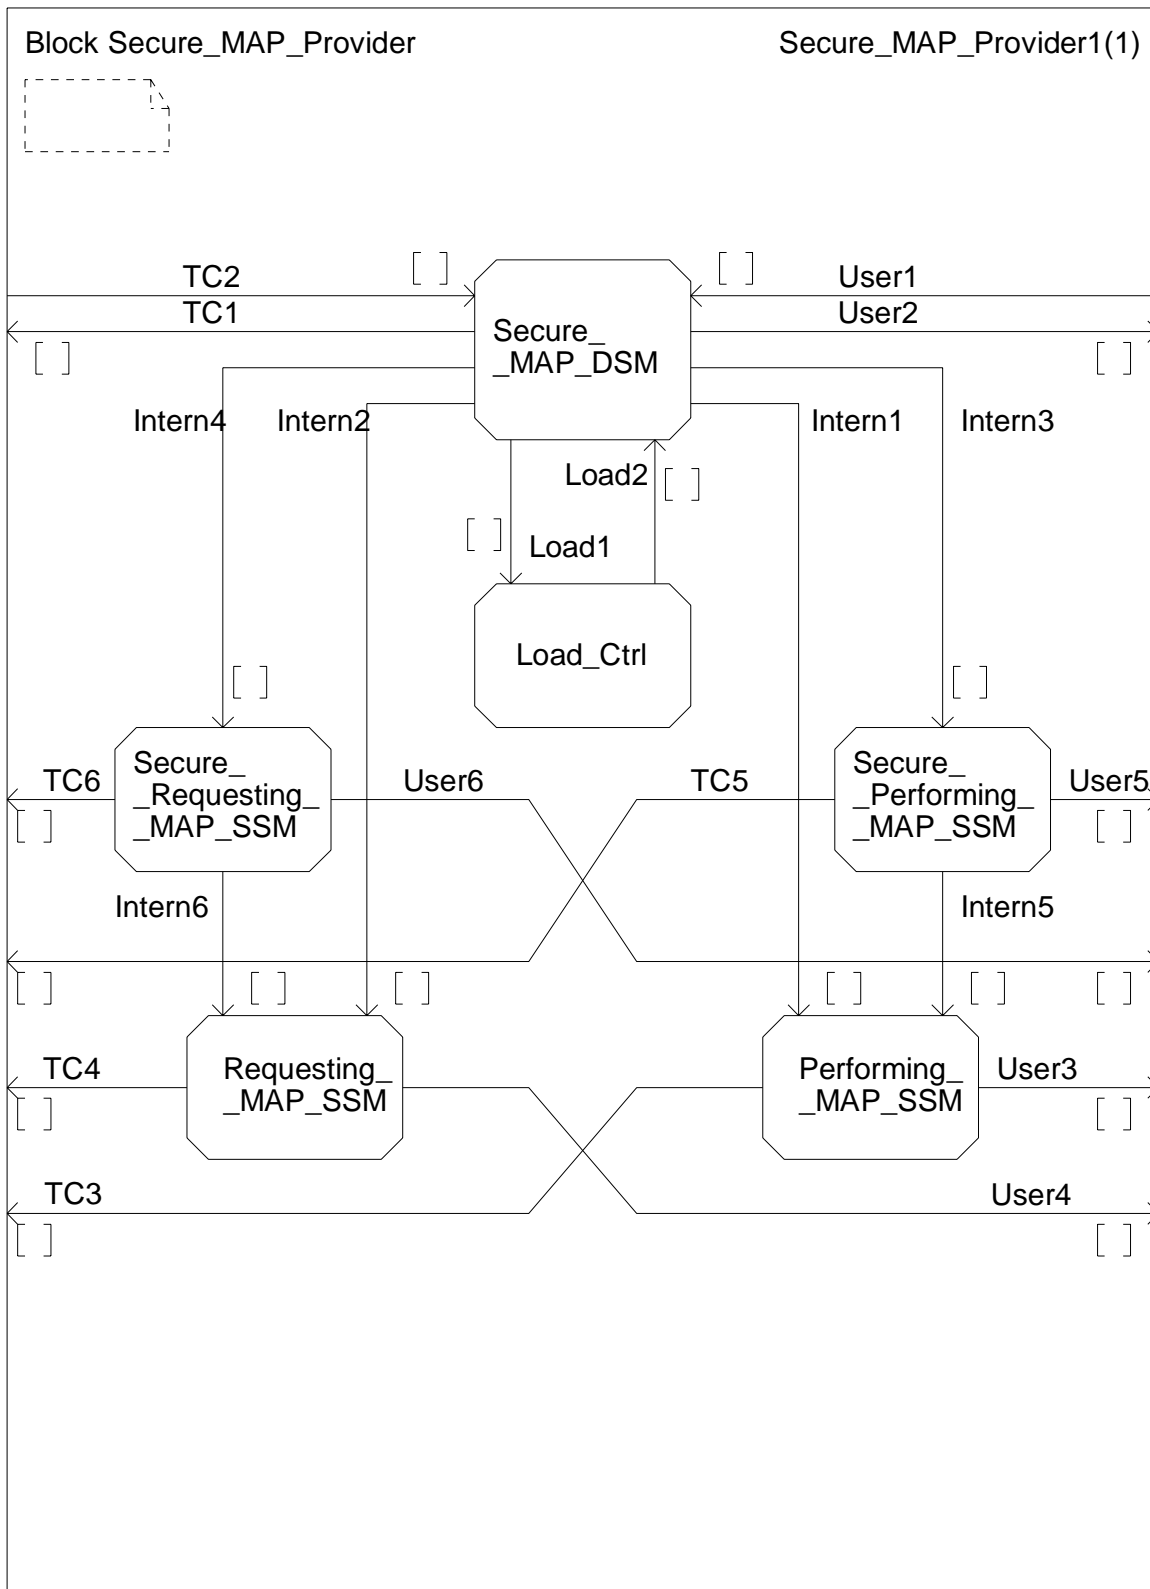 Block Secure_MAP_Provider
Secure_MAP_Provider1(1)
TC2
User1
TC1
User2
Secure_
_MAP_DSM
Intern4
Intern2
Intern1
Intern3
Load2
Load1
Load_Ctrl
Secure_
_Requesting_
_MAP_SSM
Secure_
_Performing_
_MAP_SSM
TC6
User6
TC5
User5
Intern6
Intern5
Requesting_
_MAP_SSM
Performing_
_MAP_SSM
TC4
User3
TC3
User4